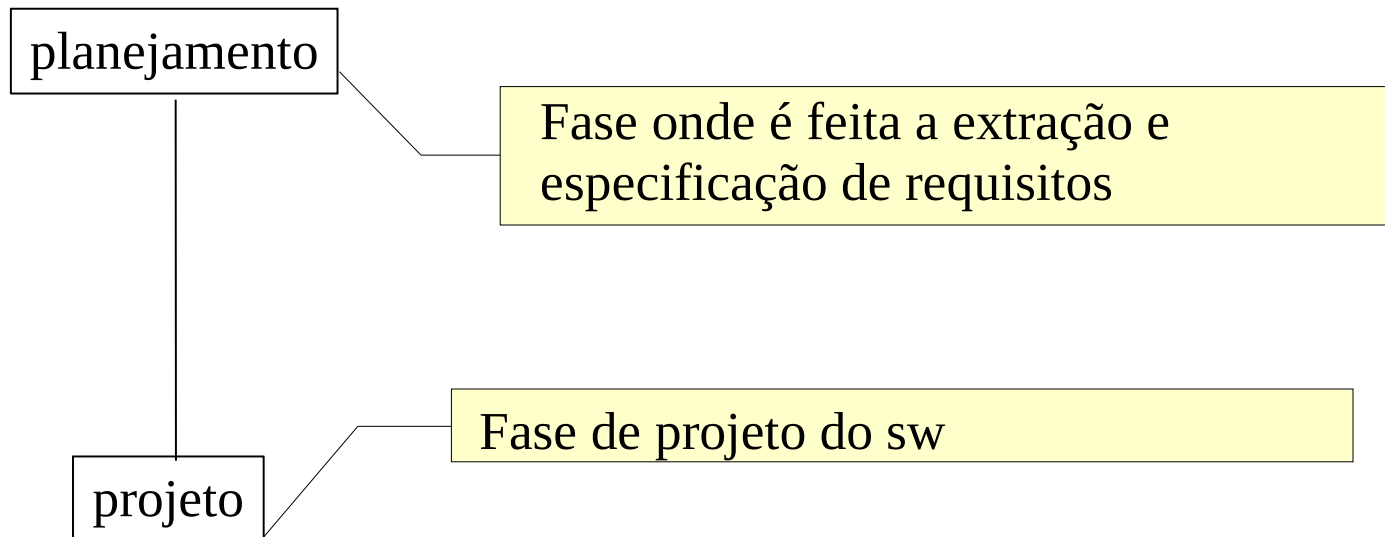 planejamento
Fase onde é feita a extração e
especificação de requisitos
Fase de projeto do sw
projeto